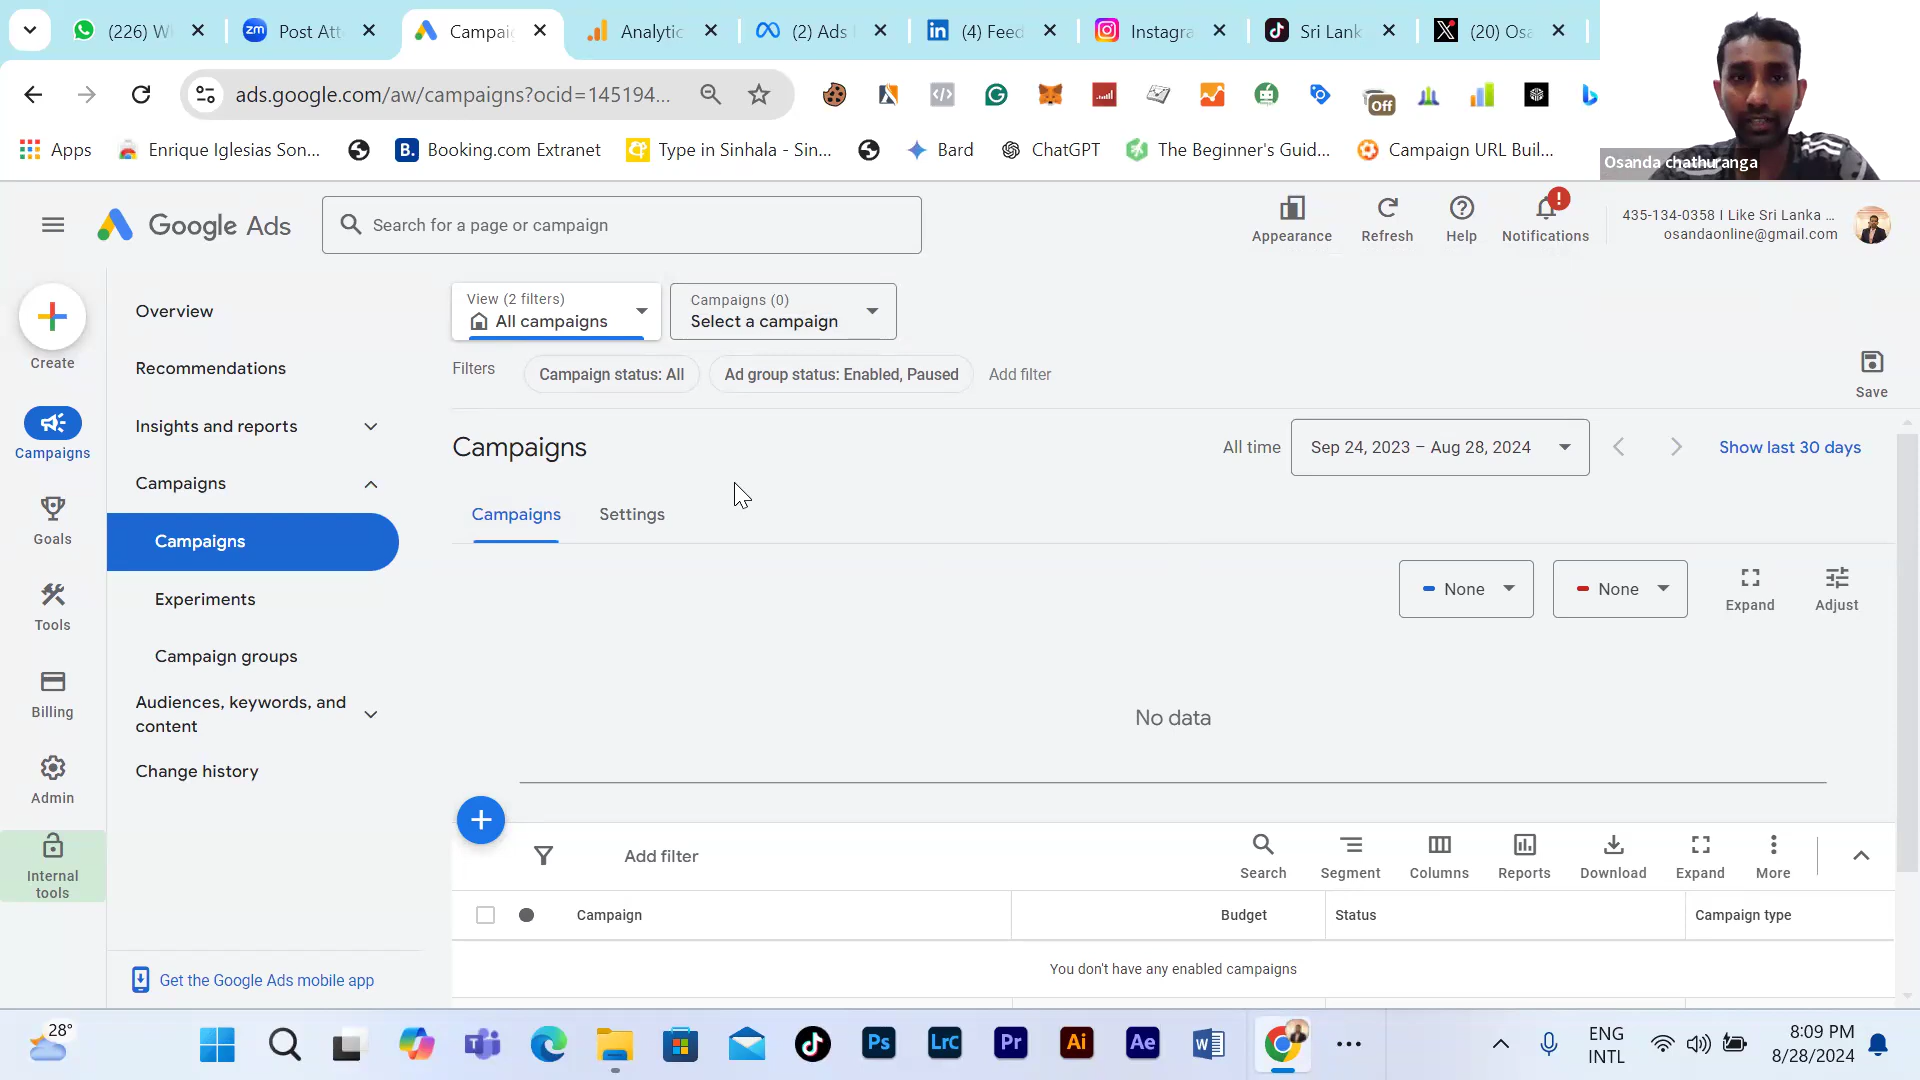 (226) W
zm
Post Att
Campai
Analytic
(2) Ads
(4) Feed
Instagra
Sri Lank
(20) Osa
ads.google.com/aw/campaigns?ocid=145194...
Off
Apps
Enrique Iglesias Son...
B.
Booking.com Extranet
Type in Sinhala - Sin...
Bard
ChatGPT
The Beginner's Guid...
Campaign URL Buil...
Osanda chathuranga
Google Ads
Search for a page or campaign
Appearance
Refresh
Help
Notifications
435-134-0358 I Like Sri Lanka ...
osandaonline@gmail.com
Create
Campaigns
Goals
Tools
Billing
Admin
Internal
tools
Overview
Recommendations
Insights and reports
Campaigns
Campaigns
Experiments
Campaign groups
Audiences, keywords, and
content
Change history
Get the Google Ads mobile app
View (2 filters)
All campaigns
Campaigns (0)
Select a campaign
Filters
Campaign status: All
Ad group status: Enabled, Paused
Add filter
Save
Campaigns
All time
Sep 24, 2023 – Aug 28, 2024
Show last 30 days
Campaigns
Settings
None
None
Expand
Adjust
No data
Add filter
Search
Segment
Columns
Reports
Download
Expand
More
Campaign
Budget
Status
Campaign type
You don't have any enabled campaigns
28°
Ps
LrC
Pr
Ai
Ae
ENG
INTL
8:09 PM
8/28/2024